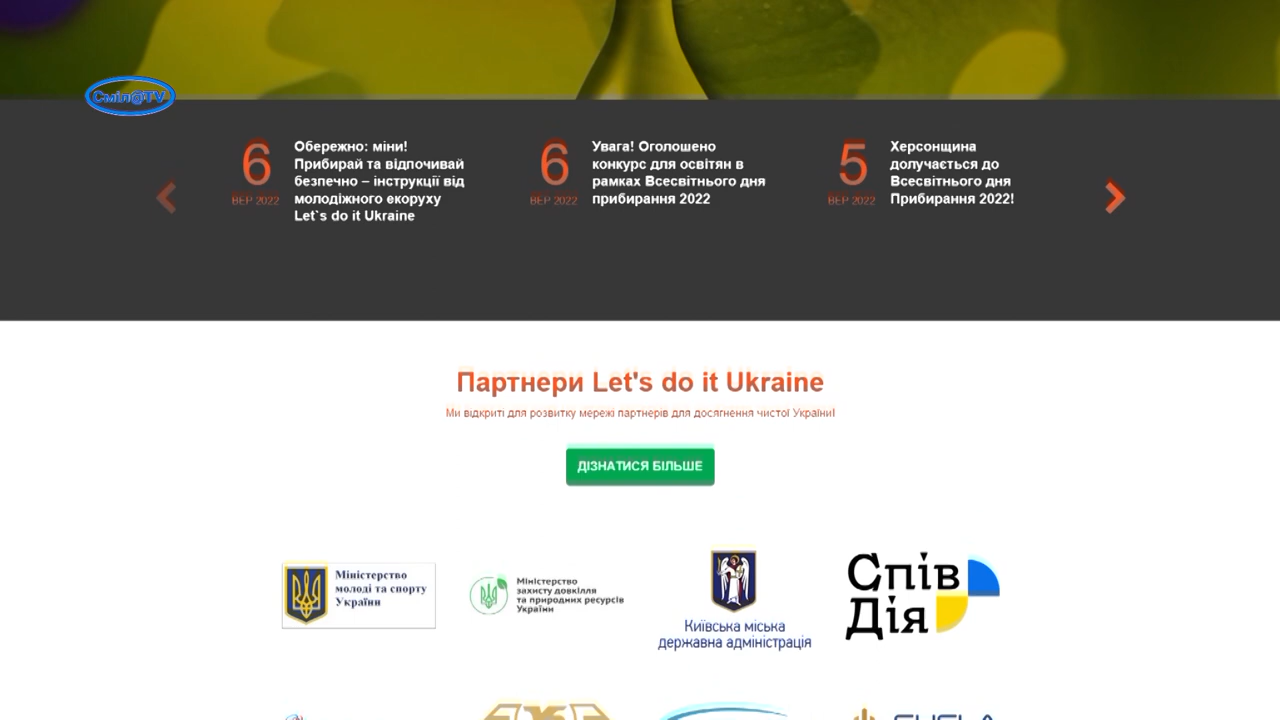 Сміл@TV
6
ВЕР 2022
Обережно: міни!
Прибирай та відпочивай
безпечно – інструкції від
молодіжного екоруху
Let`s do it Ukraine
6
ВЕР 2022
Увага! Оголошено
конкурс для освітян в
рамках Всесвітнього дня
прибирання 2022
5
ВЕР 2022
Херсонщина
долучається до
Всесвітнього дня
Прибирання 2022!
Партнери Let's do it Ukraine
Ми відкриті для розвитку мережі партнерів для досягнення чистої України!
ДІЗНАТИСЯ БІЛЬШЕ
Міністерство
молоді та спорту
України
Міністерство
захисту довкілля
та природних ресурсів
України
Київська міська
державна адміністрація
Спів
Дія